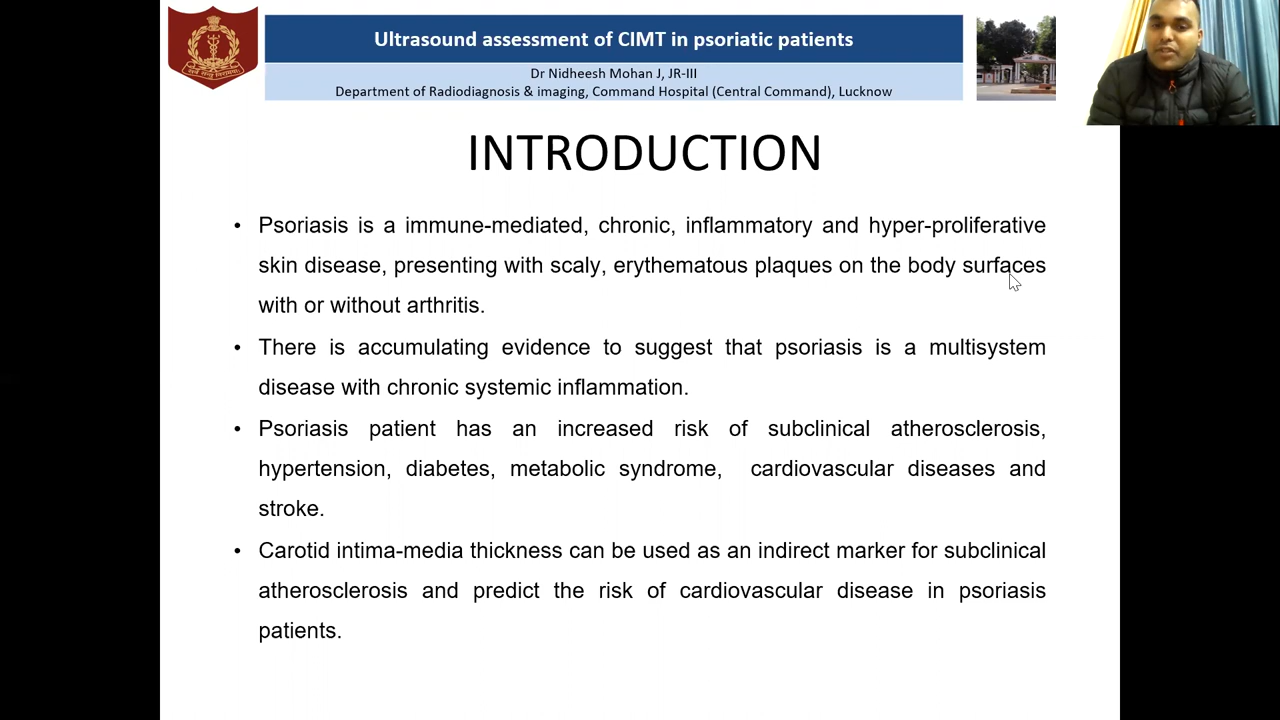 Ultrasound assessment of CIMT in psoriatic patients
Dr Nidheesh Mohan J, JR-III
Department of Radiodiagnosis & imaging, Command Hospital (Central Command), Lucknow
INTRODUCTION
• Psoriasis is a immune-mediated, chronic, inflammatory and hyper-proliferative
skin disease, presenting with scaly, erythematous plaques on the body surfaces
with or without arthritis.
• There is accumulating evidence to suggest that psoriasis is a multisystem
disease with chronic systemic inflammation.
• Psoriasis patient has an increased risk of subclinical atherosclerosis,
hypertension, diabetes, metabolic syndrome, cardiovascular diseases and
stroke.
• Carotid intima-media thickness can be used as an indirect marker for subclinical
atherosclerosis and predict the risk of cardiovascular disease in psoriasis
patients.